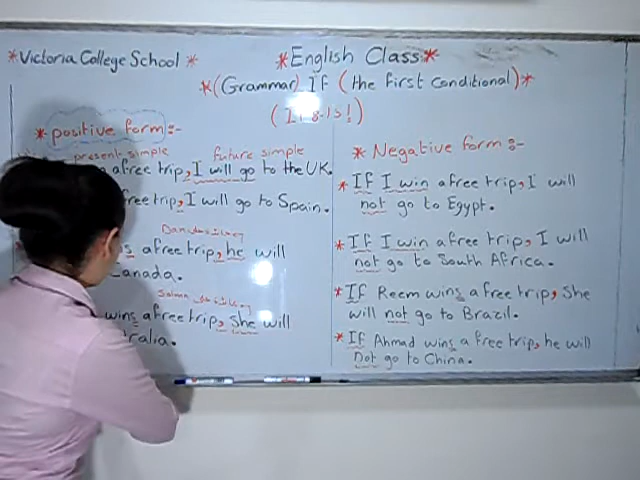 *Victoria College School *
*English Class*
*(Grammar) If (the first conditional)*
* positive form:-
present simple future simple
a free trip, I will go to the UK.
free trip, I will go to Spain.
s a free trip, he will
Canada.
wins a free trip, she will
tralia.
* Negative form:-
* If I win a free trip, I will
not go to Egypt.
* If I win a free trip, I will
not go to South Africa.
* If Reem wins a free trip, She
will not go to Brazil.
* If Ahmad wins a free trip, he will
Not go to China.